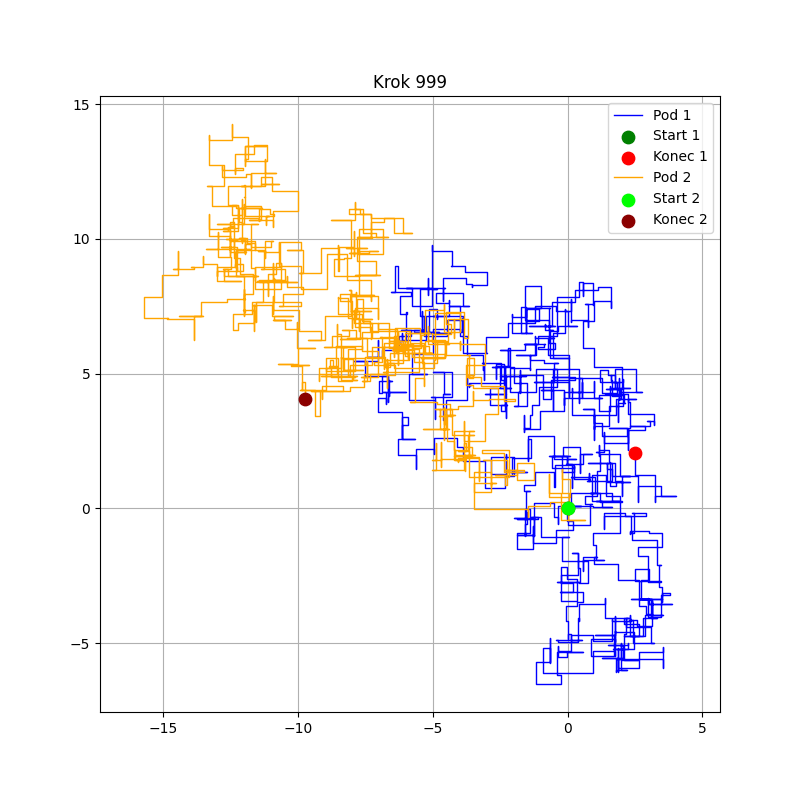 Krok 999
Pod 1
Start 1
Konec 1
Pod 2
Start 2
Konec 2
15
10
5
0
−5
−15
−10
−5
0
5